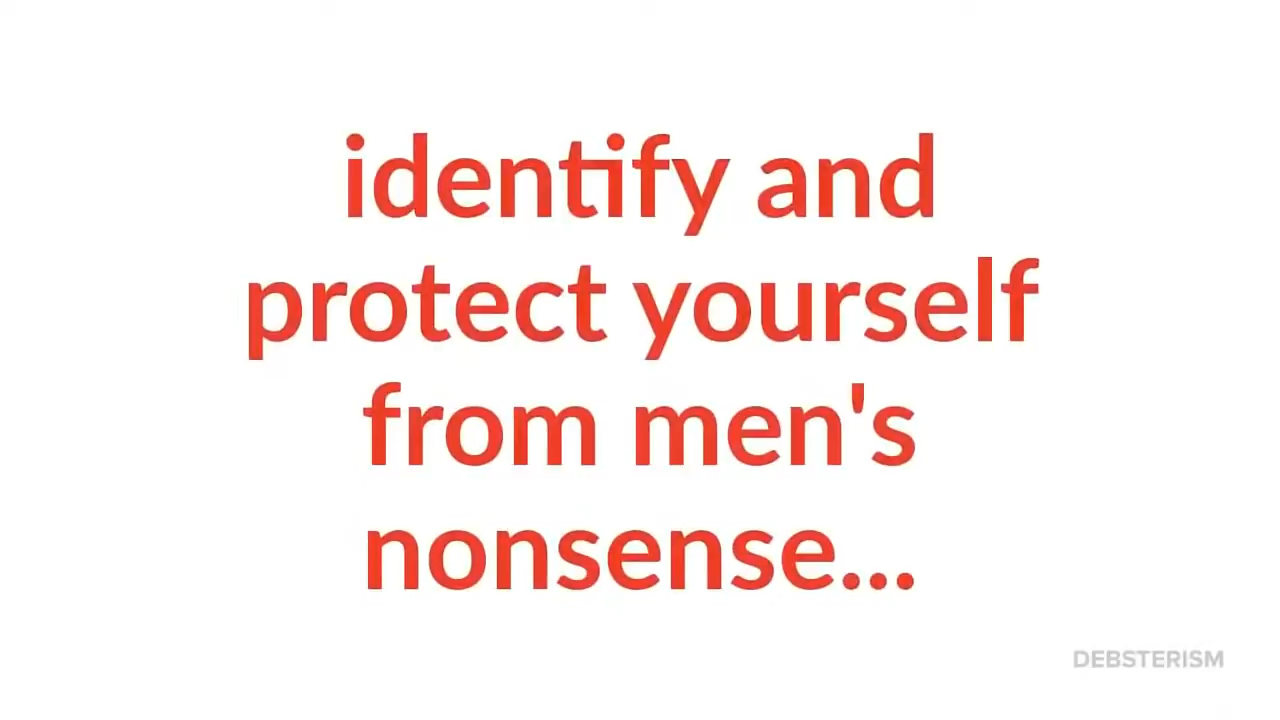 identify and
protect yourself
from men's
nonsense...
DEBSTERISM